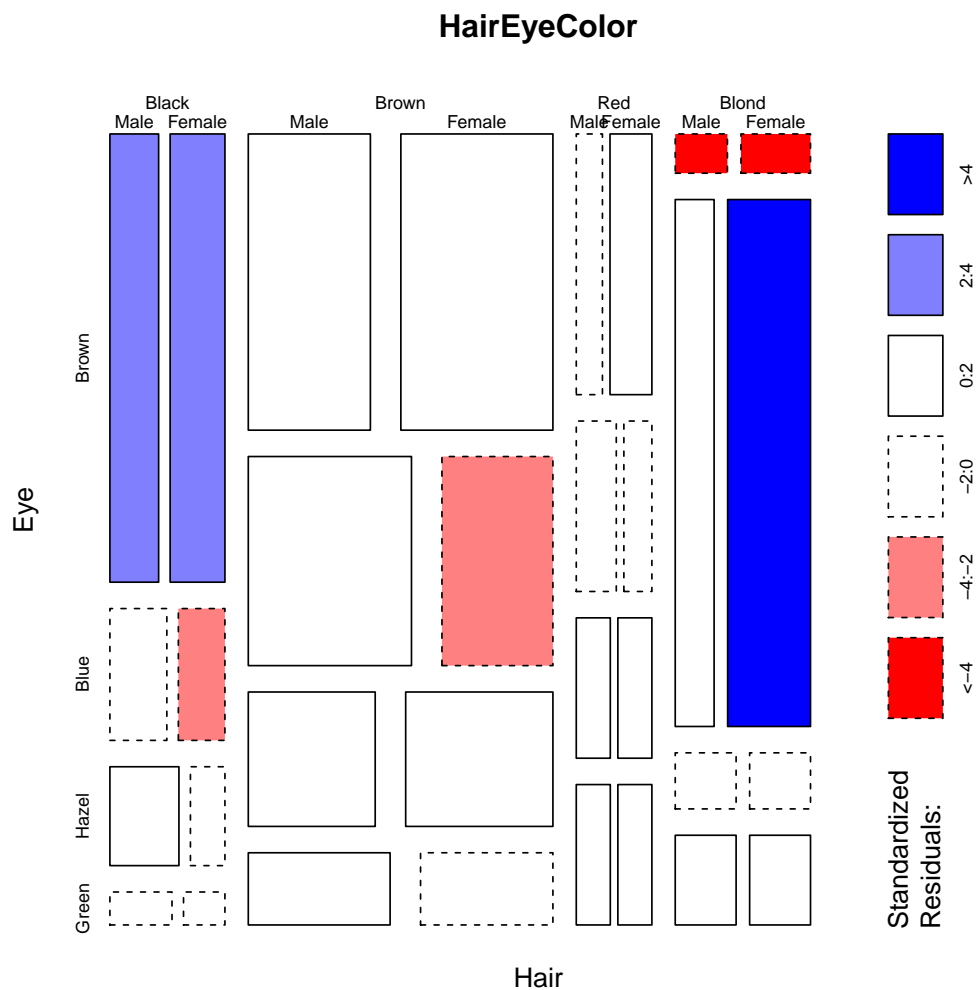 HairEyeColor
Black Brown Red Blond
Male Female Male Female Male Female Male Female
Brown
Blue
Hazel
Green
Eye
Hair
>4
2:4
0:2
−2:0
−4:−2
<−4
Standardized
Residuals: